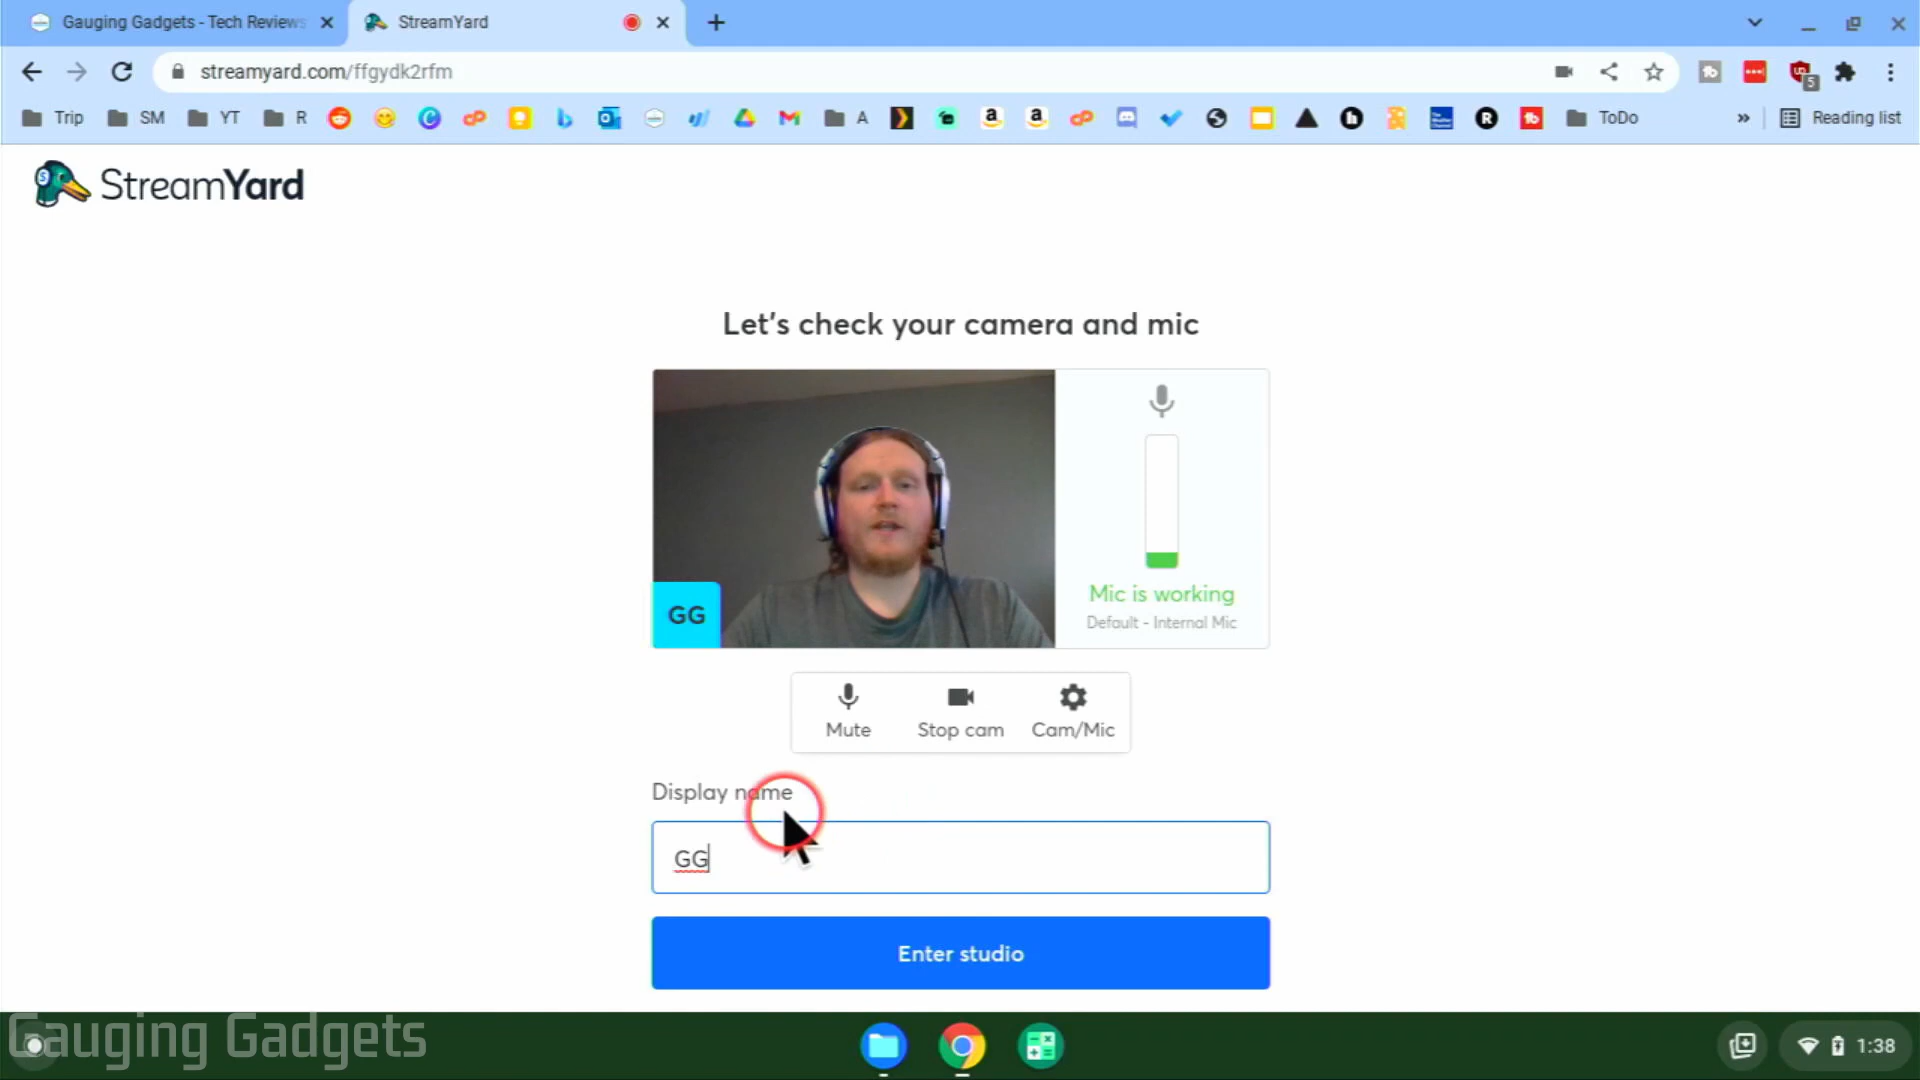 Gauging Gadgets - Tech Reviews
StreamYard
streamyard.com/ffgydk2rfm
5
Trip
SM
YT
R
A
ToDo
Reading list
StreamYard
Let's check your camera and mic
GG
Mic is working
Default - Internal Mic
Mute
Stop cam
Cam/Mic
Display name
GG
Enter studio
Gauging Gadgets
1:38